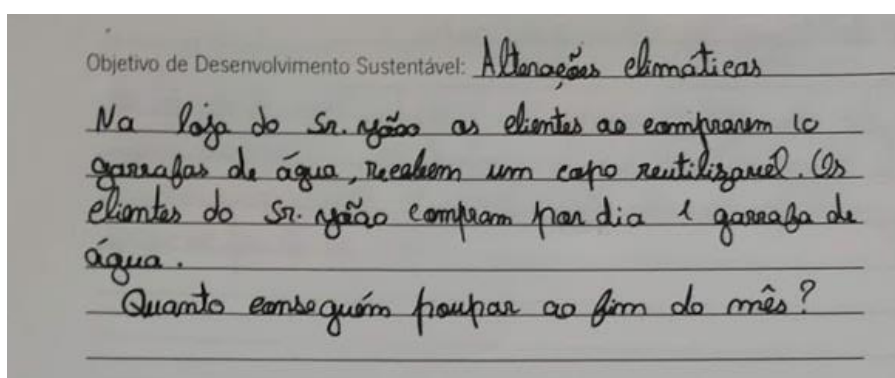 Objetivo de Desenvolvimento Sustentável: Alterações climáticas
Na loja do Sr. João os clientes ao comprarem 10
garrafas de água, recebem um copo reutilizavél. Os
clientes do Sr. João compram por dia 1 garrafa de
água.
Quanto conseguém poupar ao fim do mês?